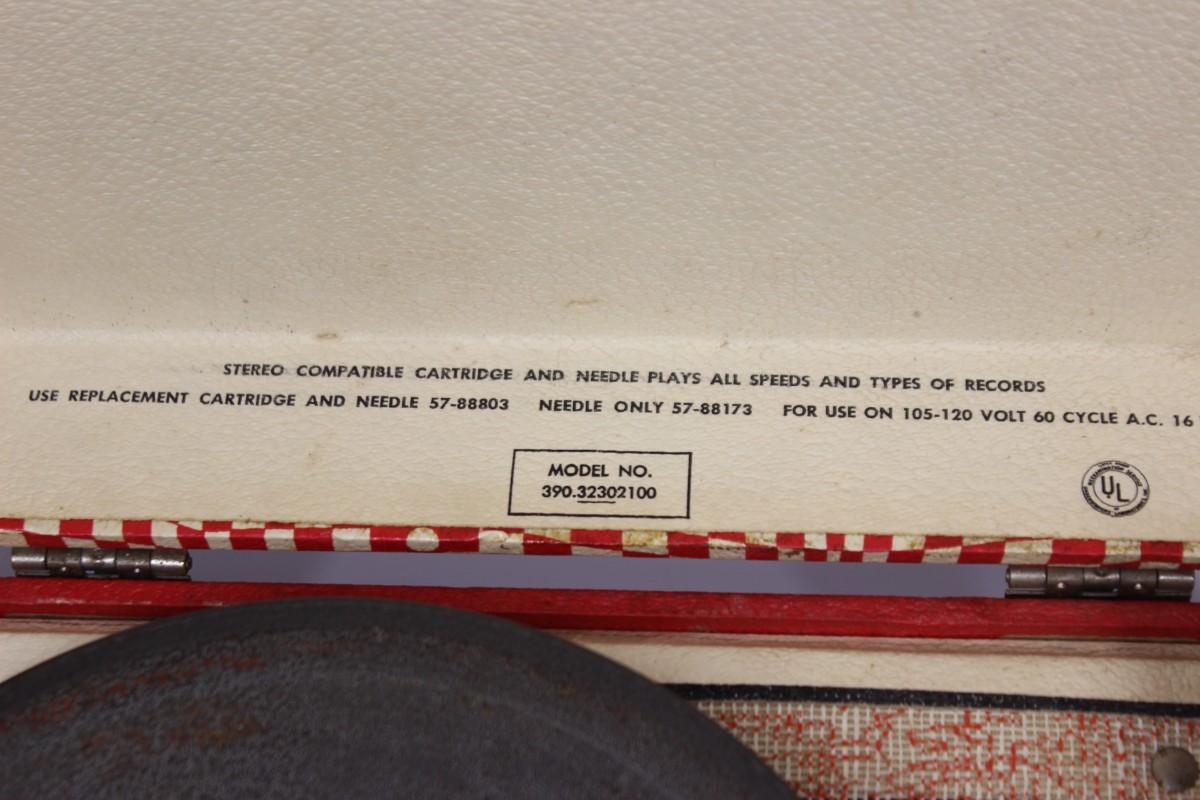 STEREO COMPATIBLE CARTRIDGE AND NEEDLE PLAYS ALL SPEEDS AND TYPES OF RECORDS
USE REPLACEMENT CARTRIDGE AND NEEDLE 57-88803 NEEDLE ONLY 57-88173 FOR USE ON 105-120 VOLT 60 CYCLE A.C. 16
MODEL NO.
390.32302100
UL